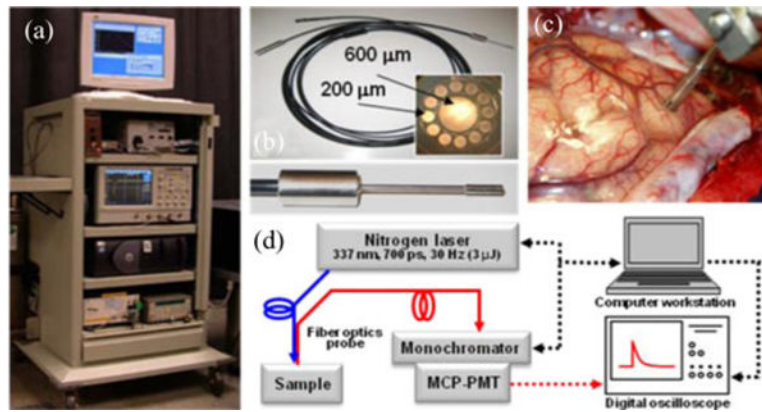 (a)
(b)
600 μm
200 μm
(c)
(d)
Nitrogen laser
337 nm, 700 ps, 30 Hz (3 μJ)
Fiber optics
probe
Sample
Monochromator
MCP-PMT
Computer workstation
Digital oscilloscope